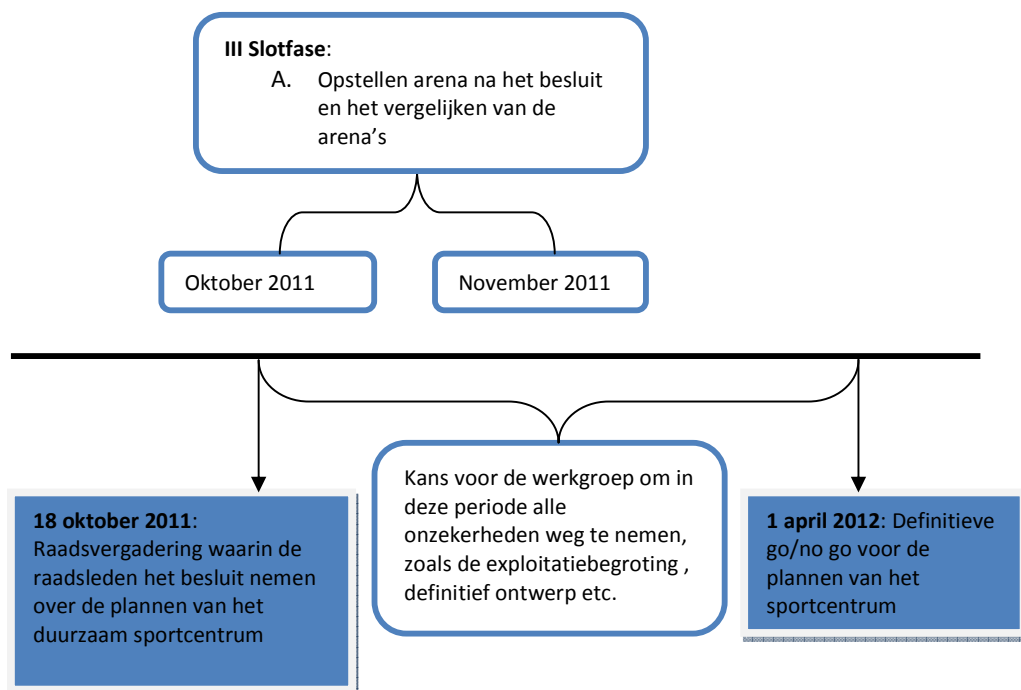 III Slotfase:
A. Opstellen arena na het besluit
en het vergelijken van de
arena's
Oktober 2011
November 2011
18 oktober 2011:
Raadsvergadering waarin de
raadsleden het besluit nemen
over de plannen van het
duurzaam sportcentrum
Kans voor de werkgroep om in
deze periode alle
onzekerheden weg te nemen,
zoals de exploitatiebegroting ,
definitief ontwerp etc.
1 april 2012: Definitieve
go/no go voor de
plannen van het
sportcentrum